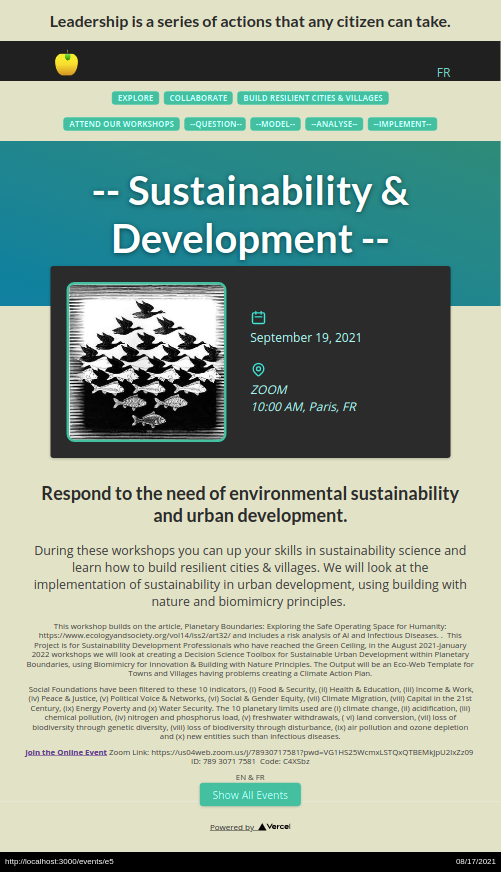 Leadership is a series of actions that any citizen can take.
FR
EXPLORE COLLABORATE BUILD RESILIENT CITIES & VILLAGES
ATTEND OUR WORKSHOPS --QUESTION-- --MODEL-- --ANALYSE-- --IMPLEMENT--
-- Sustainability &
Development --
September 19, 2021
ZOOM
10:00 AM, Paris, FR
Respond to the need of environmental sustainability
and urban development.
During these workshops you can up your skills in sustainability science and
learn how to build resilient cities & villages. We will look at the
implementation of sustainability in urban development, using building with
nature and biomimicry principles.
This workshop builds on the article, Planetary Boundaries: Exploring the Safe Operating Space for Humanity:
https://www.ecologyandsociety.org/vol14/iss2/art32/ and includes a risk analysis of AI and Infectious Diseases. . This
Project is for Sustainability Development Professionals who have reached the Green Ceiling, in the August 2021-January
2022 workshops we will look at creating a Decision Science Toolbox for Sustainable Urban Development within Planetary
Boundaries, using Biomimicry for Innovation & Building with Nature Principles. The Output will be an Eco-Web Template for
Towns and Villages having problems creating a Climate Action Plan.
Social Foundations have been filtered to these 10 indicators, (i) Food & Security, (ii) Health & Education, (iii) Income & Work,
(iv) Peace & Justice, (v) Political Voice & Networks, (vi) Social & Gender Equity, (vii) Climate Migration, (viii) Capital in the 21st
Century, (ix) Energy Poverty and (x) Water Security. The 10 planetary limits used are (i) climate change, (ii) acidification, (iii)
chemical pollution, (iv) nitrogen and phosphorus load, (v) freshwater withdrawals, ( vi) land conversion, (vii) loss of
biodiversity through genetic diversity, (viii) loss of biodiversity through disturbance, (ix) air pollution and ozone depletion
and (x) new entities such than infectious diseases.
Join the Online Event Zoom Link: https://us04web.zoom.us/j/78930717581?pwd=VG1HS25WcmxLSTQxQTBEMkJpU2lxZz09
ID: 789 3071 7581 Code: C4XSbz
EN & FR
Show All Events
Powered by Vercel
http://localhost:3000/events/e5 08/17/2021